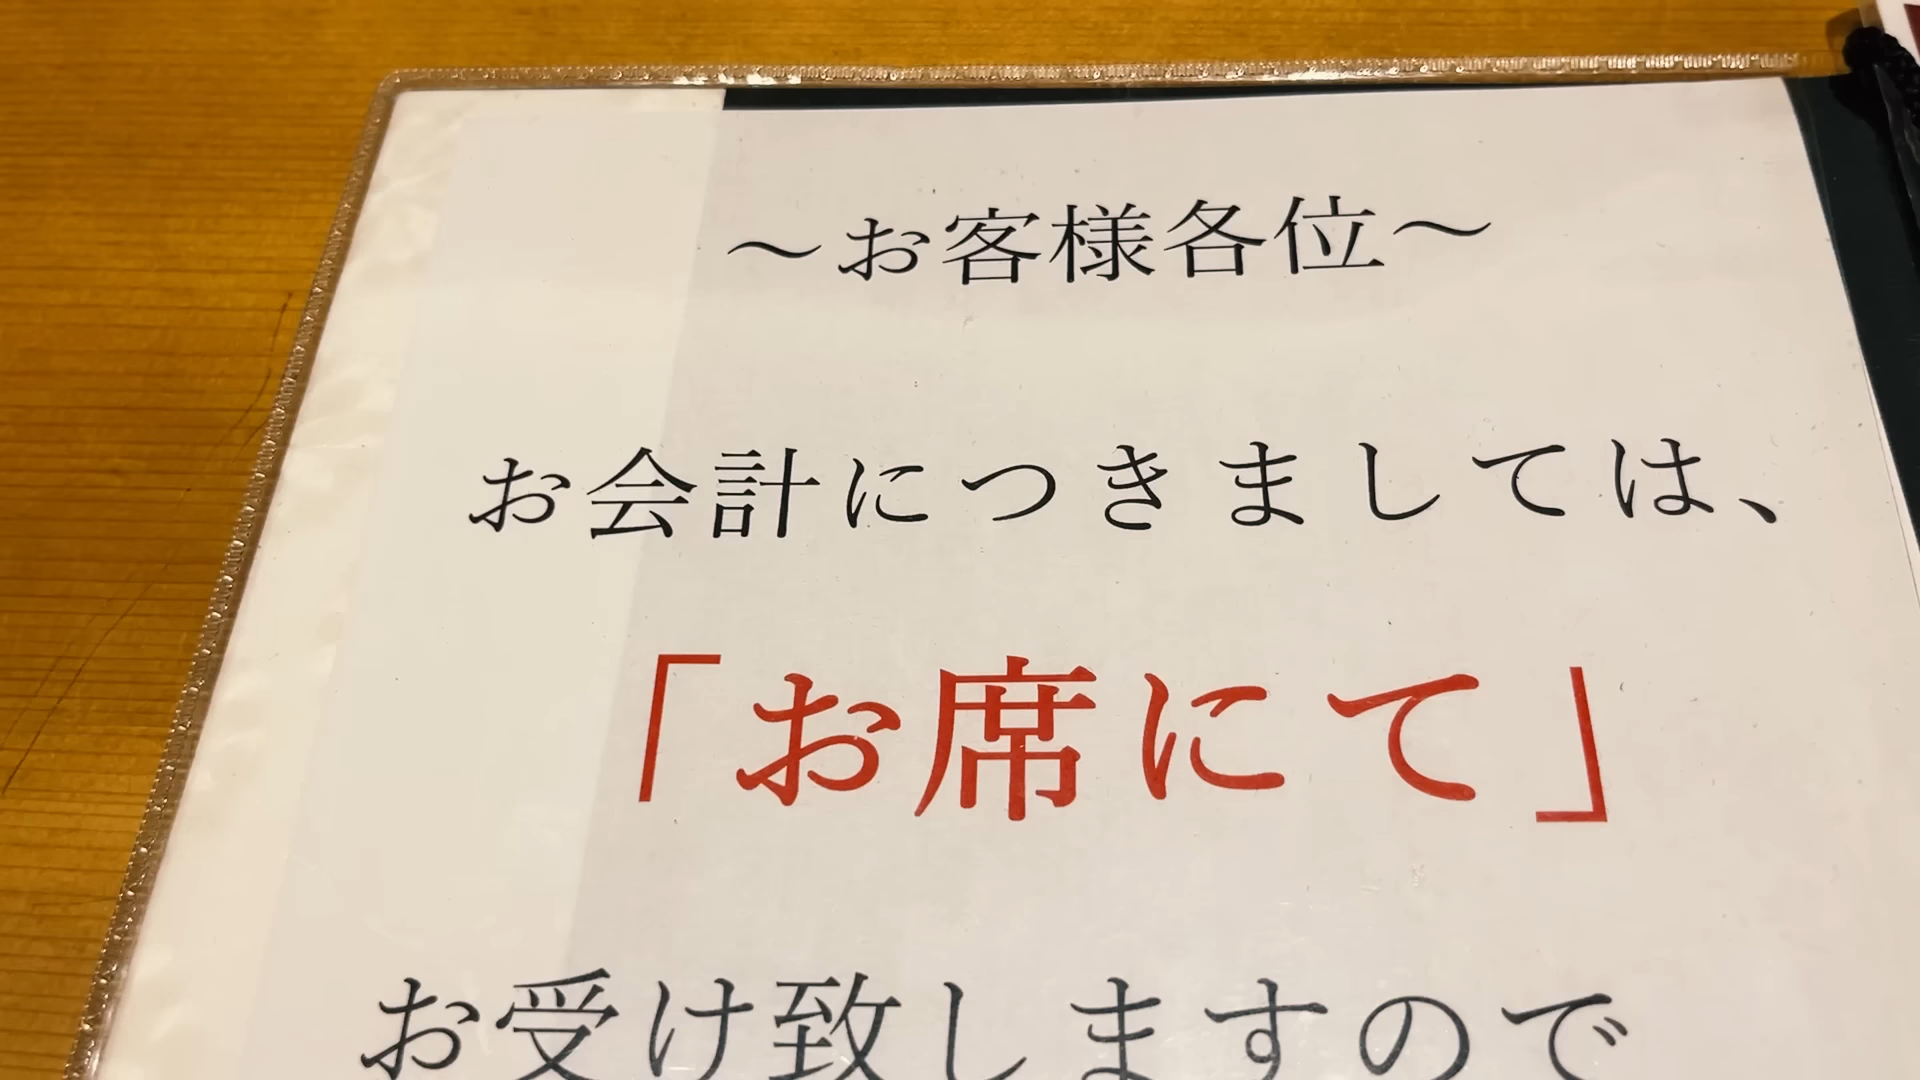 ～お客様各位～
お会計につきましては、
「お席にて」
お受け致しますので